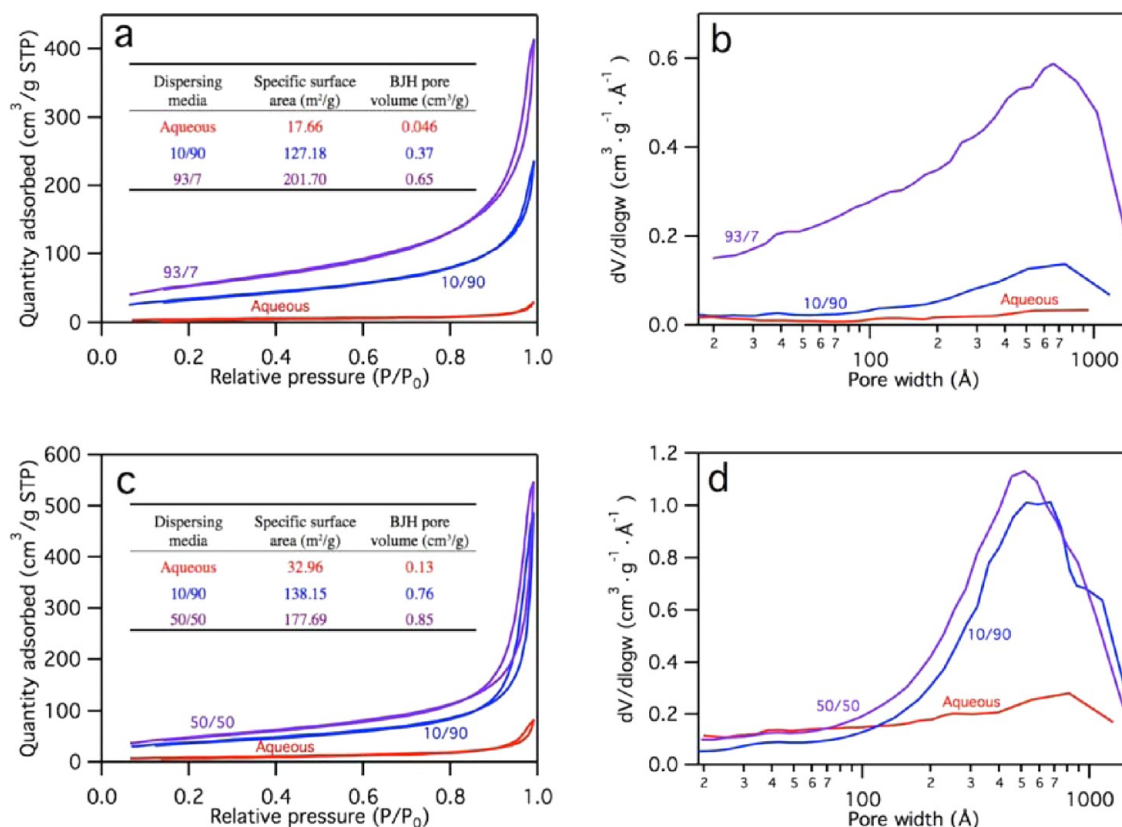 a
Quantity adsorbed (cm³/g STP)
400
300
200
100
0
Dispersing media
Specific surface area (m²/g)
BJH pore volume (cm³/g)
Aqueous 17.66 0.046
10/90 127.18 0.37
93/7 201.70 0.65
93/7
10/90
Aqueous
0.0 0.2 0.4 0.6 0.8 1.0
Relative pressure (P/P₀)
b
dV/dlogw (cm³·g⁻¹·Å⁻¹)
0.6
0.4
0.2
0.0
93/7
10/90
Aqueous
2 3 4 5 6 7 100 2 3 4 5 6 7 1000
Pore width (Å)
c
Quantity adsorbed (cm³/g STP)
600
500
400
300
200
100
0
Dispersing media
Specific surface area (m²/g)
BJH pore volume (cm³/g)
Aqueous 32.96 0.13
10/90 138.15 0.76
50/50 177.69 0.85
50/50
10/90
Aqueous
0.0 0.2 0.4 0.6 0.8 1.0
Relative pressure (P/P₀)
d
dV/dlogw (cm³·g⁻¹·Å⁻¹)
1.2
1.0
0.8
0.6
0.4
0.2
0.0
10/90
50/50
Aqueous
2 3 4 5 6 7 100 2 3 4 5 6 7 1000
Pore width (Å)